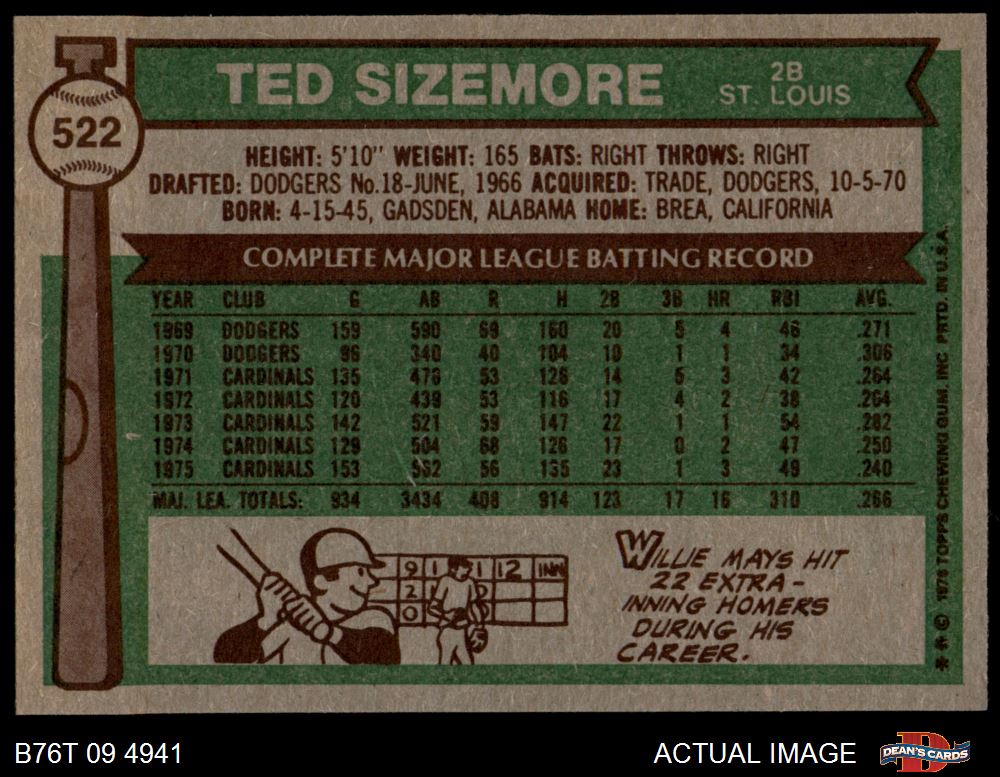 522
TED SIZEMORE
2B
ST. LOUIS
HEIGHT: 5'10" WEIGHT: 165 BATS: RIGHT THROWS: RIGHT
DRAFTED: DODGERS No.18-JUNE, 1966 ACQUIRED: TRADE, DODGERS, 10-5-70
BORN: 4-15-45, GADSDEN, ALABAMA HOME: BREA, CALIFORNIA
COMPLETE MAJOR LEAGUE BATTING RECORD
YEAR CLUB G AB R H 2B 3B HR RBI AVG.
1969 DODGERS 159 590 69 160 20 5 4 46 .271
1970 DODGERS 96 340 40 104 10 1 1 34 .306
1971 CARDINALS 135 478 53 126 14 5 3 42 .264
1972 CARDINALS 120 439 53 116 17 4 2 38 .264
1973 CARDINALS 142 521 59 147 22 1 1 54 .282
1974 CARDINALS 129 504 68 126 17 0 2 47 .250
1975 CARDINALS 153 562 56 135 23 1 3 49 .240
MAJ. LEA. TOTALS: 934 3434 408 914 123 17 16 310 .266
9 1 1 12 INN
2
0
WILLIE MAYS HIT
22 EXTRA-
INNING HOMERS
DURING HIS
CAREER.
* * © 1976 TOPPS CHEWING GUM, INC. PRTD. IN U.S.A.
B76T 09 4941
ACTUAL IMAGE
D
DEAN'S CARDS